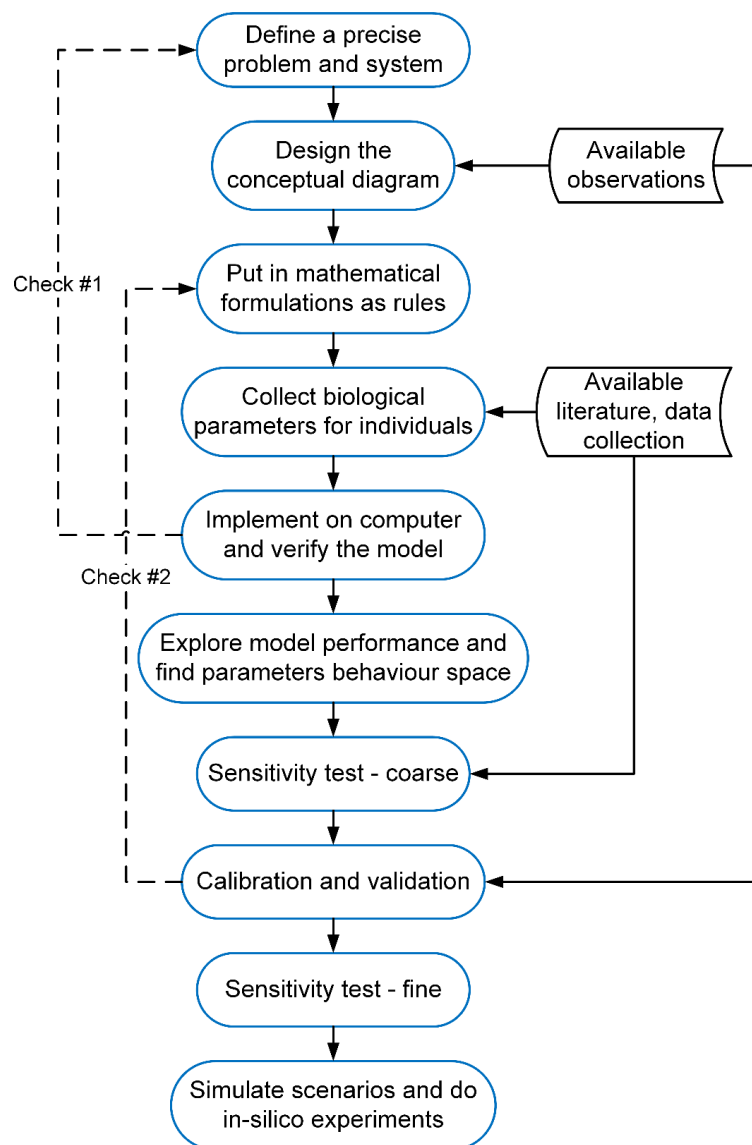 Define a precise
problem and system
Design the
conceptual diagram
Available
observations
Put in mathematical
formulations as rules
Check #1
Collect biological
parameters for individuals
Available
literature, data
collection
Implement on computer
and verify the model
Check #2
Explore model performance and
find parameters behaviour space
Sensitivity test - coarse
Calibration and validation
Sensitivity test - fine
Simulate scenarios and do
in-silico experiments